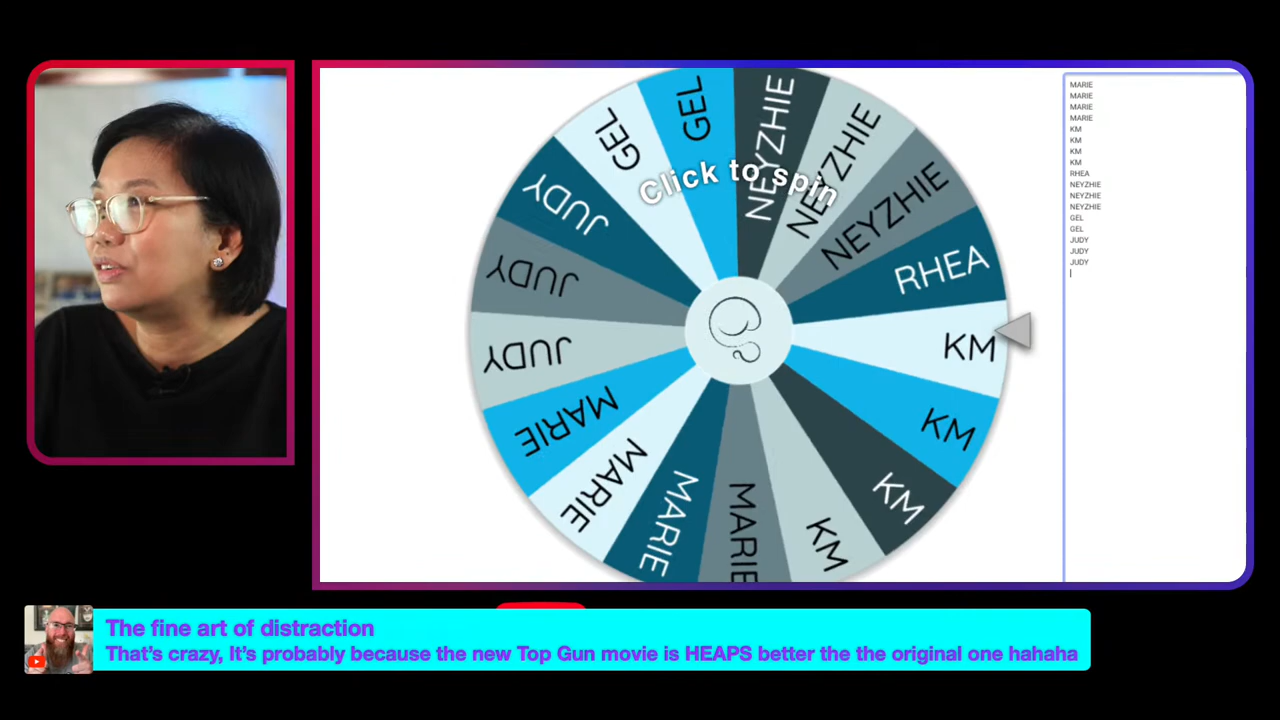 GEL
GEL
NEYZHIE
NEYZHIE
NEYZHIE
RHEA
KM
KM
KM
KM
MARIE
MARIE
MARIE
MARIE
JUDY
JUDY
JUDY
Click to spin
MARIE
MARIE
MARIE
MARIE
KM
KM
KM
KM
RHEA
NEYZHIE
NEYZHIE
NEYZHIE
GEL
GEL
JUDY
JUDY
JUDY
The fine art of distraction
That's crazy, It's probably because the new Top Gun movie is HEAPS better the the original one hahaha